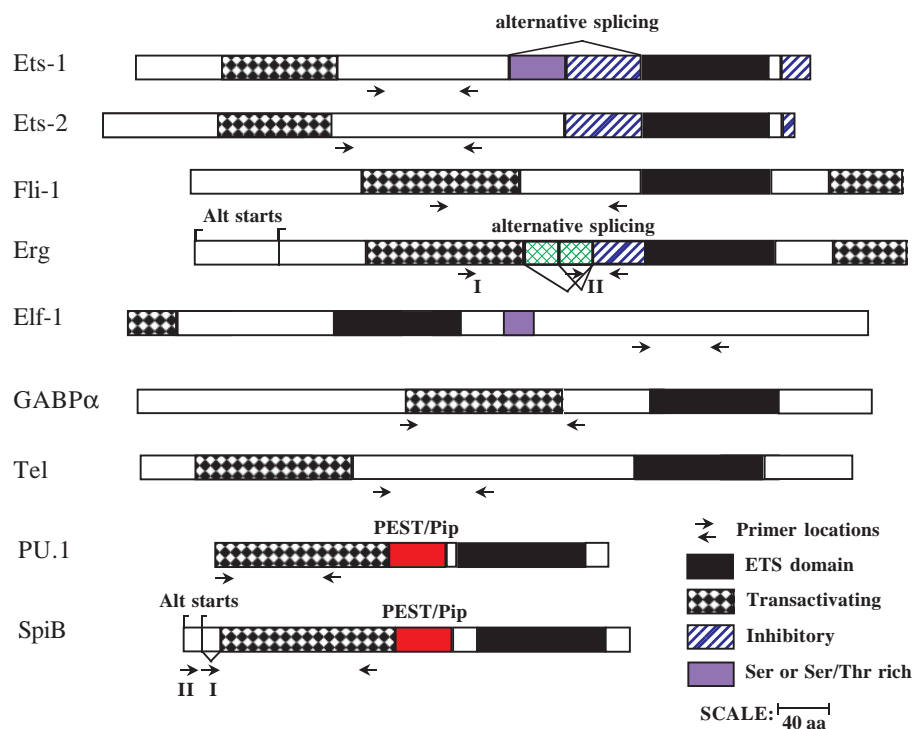 alternative splicing
Ets-1
Ets-2
Fli-1
Alt starts
alternative splicing
Erg
I
II
Elf-1
GABPα
Tel
PEST/Pip
PU.1
Alt starts
PEST/Pip
SpiB
II I
Primer locations
ETS domain
Transactivating
Inhibitory
Ser or Ser/Thr rich
SCALE:
40 aa